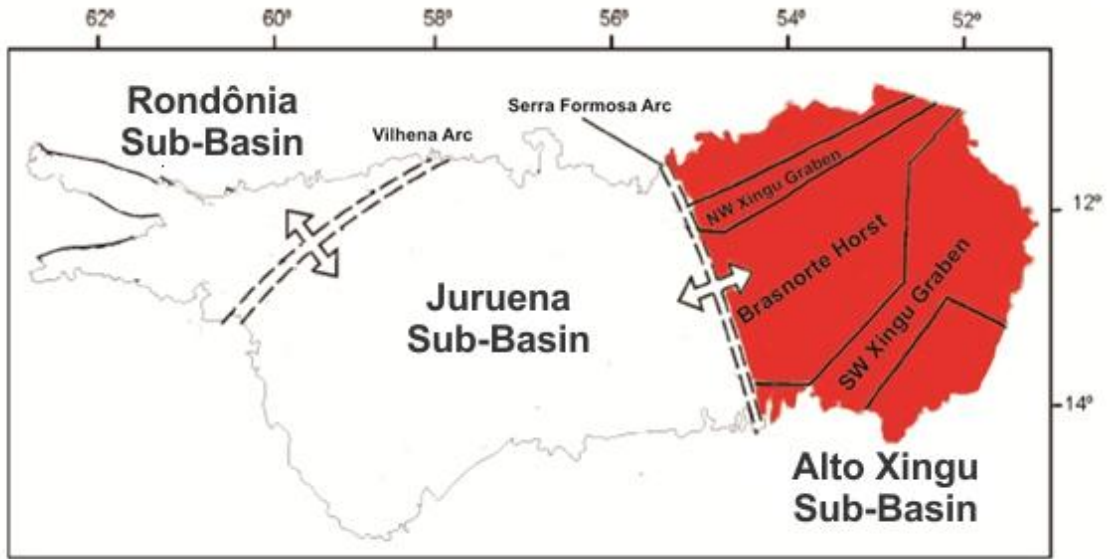 62º 60º 58º 56º 54º 52º
Rondônia
Sub-Basin
Vilhena Arc
Serra Formosa Arc
NW Xingu Graben
12º
Brasnorte Horst
Juruena
Sub-Basin
SW Xingu Graben
14º
Alto Xingu
Sub-Basin